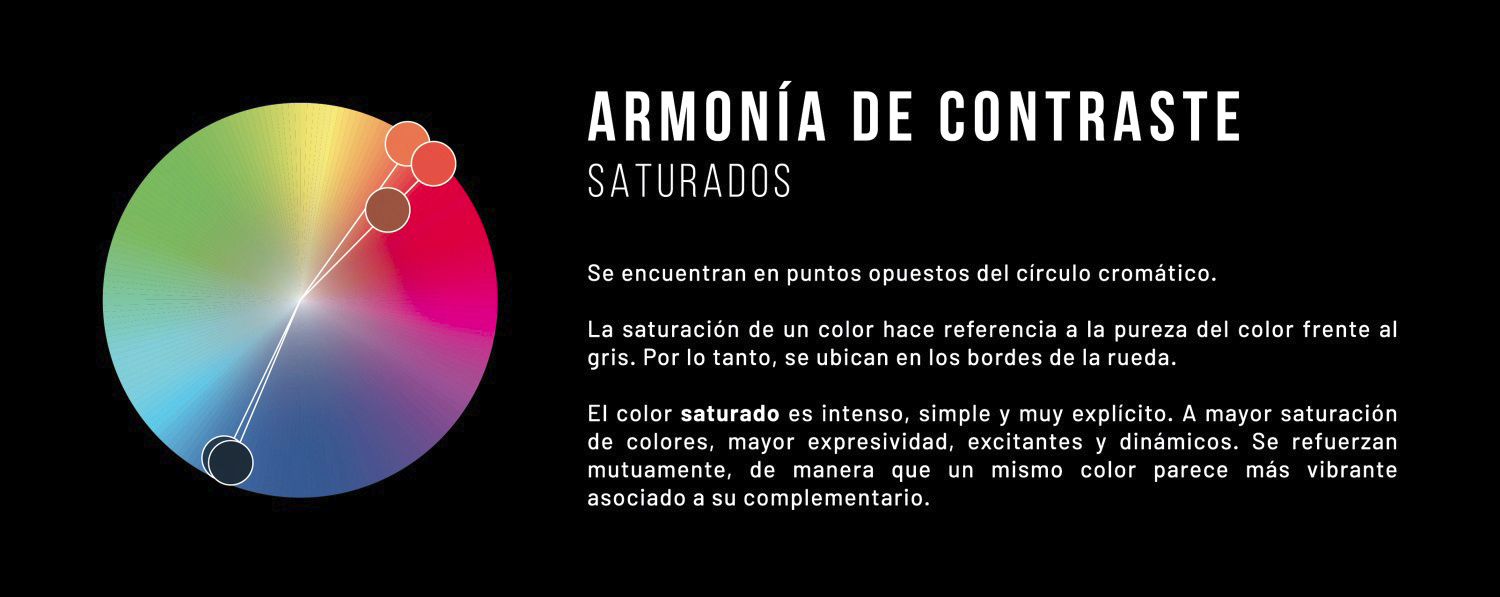 ARMONÍA DE CONTRASTE
SATURADOS
Se encuentran en puntos opuestos del círculo cromático.
La saturación de un color hace referencia a la pureza del color frente al
gris. Por lo tanto, se ubican en los bordes de la rueda.
El color saturado es intenso, simple y muy explícito. A mayor saturación
de colores, mayor expresividad, excitantes y dinámicos. Se refuerzan
mutuamente, de manera que un mismo color parece más vibrante
asociado a su complementario.